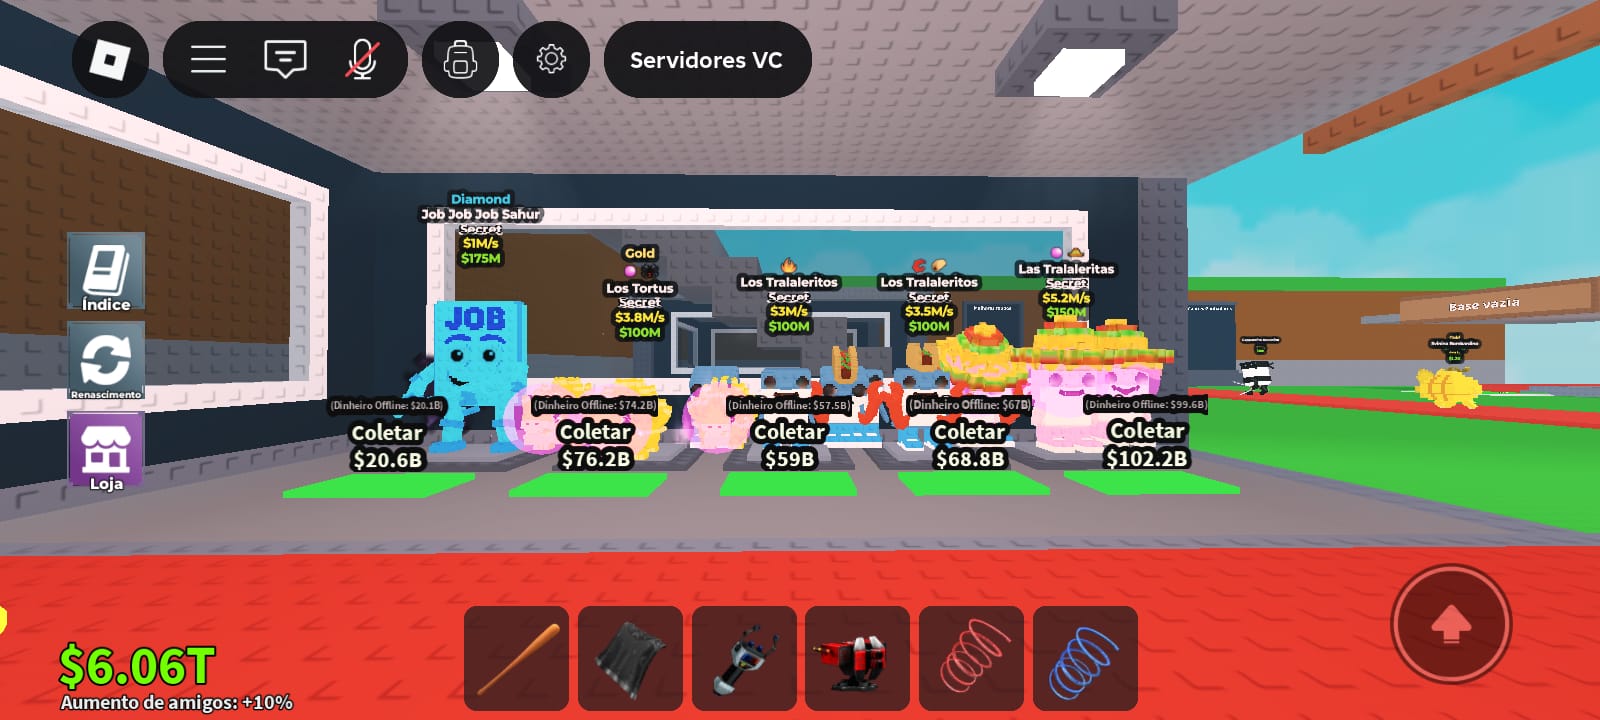 Servidores VC
Diamond
Job Job Job Sahur
Secret
$1M/s
$175M
Gold
Los Tortus
Secret
$3.8M/s
$100M
Los Tralaleritos
Secret
$3M/s
$100M
Los Tralaleritos
Secret
$3.5M/s
$100M
Las Tralaleritas
Secret
$5.2M/s
$150M
Índice
Renascimento
Loja
JOB
Base vazia
(Dinheiro Offline: $20.1B)
Coletar
$20.6B
(Dinheiro Offline: $74.2B)
Coletar
$76.2B
(Dinheiro Offline: $57.5B)
Coletar
$59B
(Dinheiro Offline: $67B)
Coletar
$68.8B
(Dinheiro Offline: $99.6B)
Coletar
$102.2B
$6.06T
Aumento de amigos: +10%